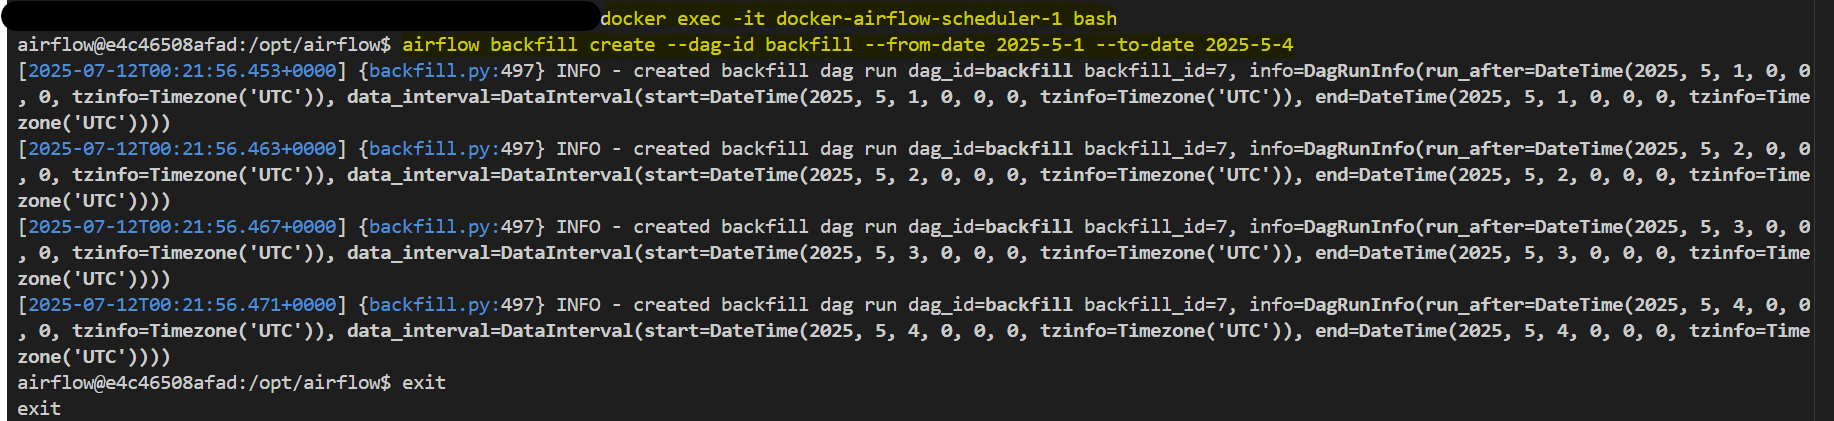 docker exec -it docker-airflow-scheduler-1 bash
airflow@e4c46508afad:/opt/airflow$ airflow backfill create --dag-id backfill --from-date 2025-5-1 --to-date 2025-5-4
[2025-07-12T00:21:56.453+0000] {backfill.py:497} INFO - created backfill dag run dag_id=backfill backfill_id=7, info=DagRunInfo(run_after=DateTime(2025, 5, 1, 0, 0
, 0, tzinfo=Timezone('UTC')), data_interval=DataInterval(start=DateTime(2025, 5, 1, 0, 0, 0, tzinfo=Timezone('UTC')), end=DateTime(2025, 5, 1, 0, 0, 0, tzinfo=Time
zone('UTC'))))
[2025-07-12T00:21:56.463+0000] {backfill.py:497} INFO - created backfill dag run dag_id=backfill backfill_id=7, info=DagRunInfo(run_after=DateTime(2025, 5, 2, 0, 0
, 0, tzinfo=Timezone('UTC')), data_interval=DataInterval(start=DateTime(2025, 5, 2, 0, 0, 0, tzinfo=Timezone('UTC')), end=DateTime(2025, 5, 2, 0, 0, 0, tzinfo=Time
zone('UTC'))))
[2025-07-12T00:21:56.467+0000] {backfill.py:497} INFO - created backfill dag run dag_id=backfill backfill_id=7, info=DagRunInfo(run_after=DateTime(2025, 5, 3, 0, 0
, 0, tzinfo=Timezone('UTC')), data_interval=DataInterval(start=DateTime(2025, 5, 3, 0, 0, 0, tzinfo=Timezone('UTC')), end=DateTime(2025, 5, 3, 0, 0, 0, tzinfo=Time
zone('UTC'))))
[2025-07-12T00:21:56.471+0000] {backfill.py:497} INFO - created backfill dag run dag_id=backfill backfill_id=7, info=DagRunInfo(run_after=DateTime(2025, 5, 4, 0, 0
, 0, tzinfo=Timezone('UTC')), data_interval=DataInterval(start=DateTime(2025, 5, 4, 0, 0, 0, tzinfo=Timezone('UTC')), end=DateTime(2025, 5, 4, 0, 0, 0, tzinfo=Time
zone('UTC'))))
airflow@e4c46508afad:/opt/airflow$ exit
exit